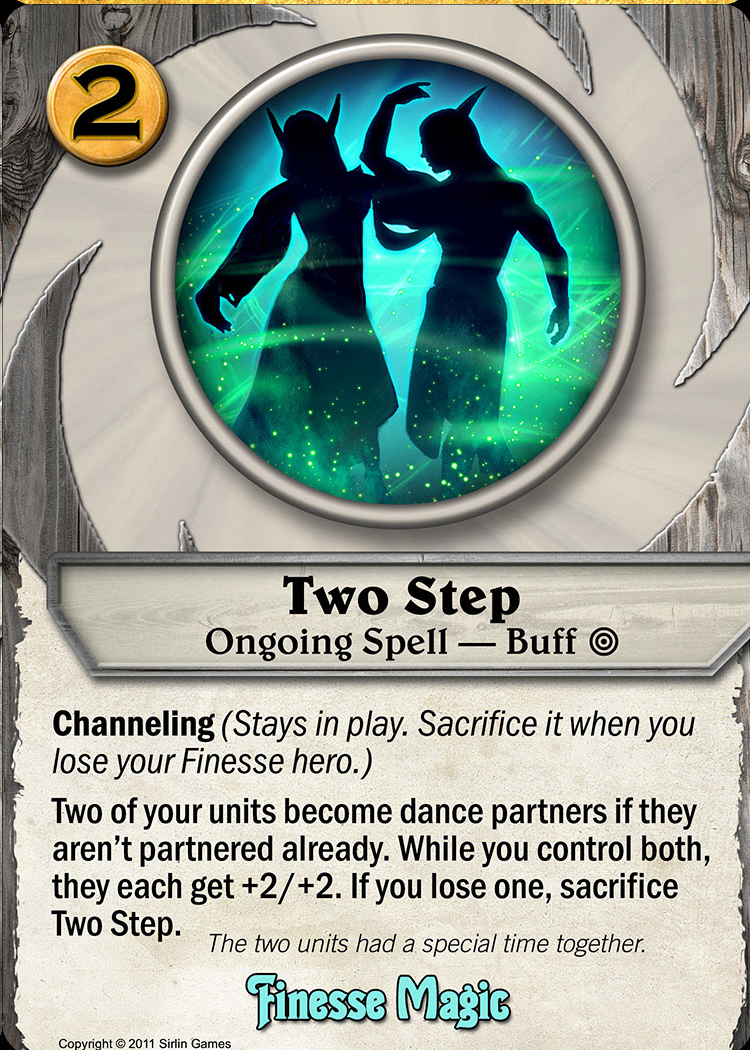 2
Two Step
Ongoing Spell — Buff
Channeling (Stays in play. Sacrifice it when you
lose your Finesse hero.)
Two of your units become dance partners if they
aren't partnered already. While you control both,
they each get +2/+2. If you lose one, sacrifice
Two Step.
The two units had a special time together.
Finesse Magic
Copyright © 2011 Sirlin Games